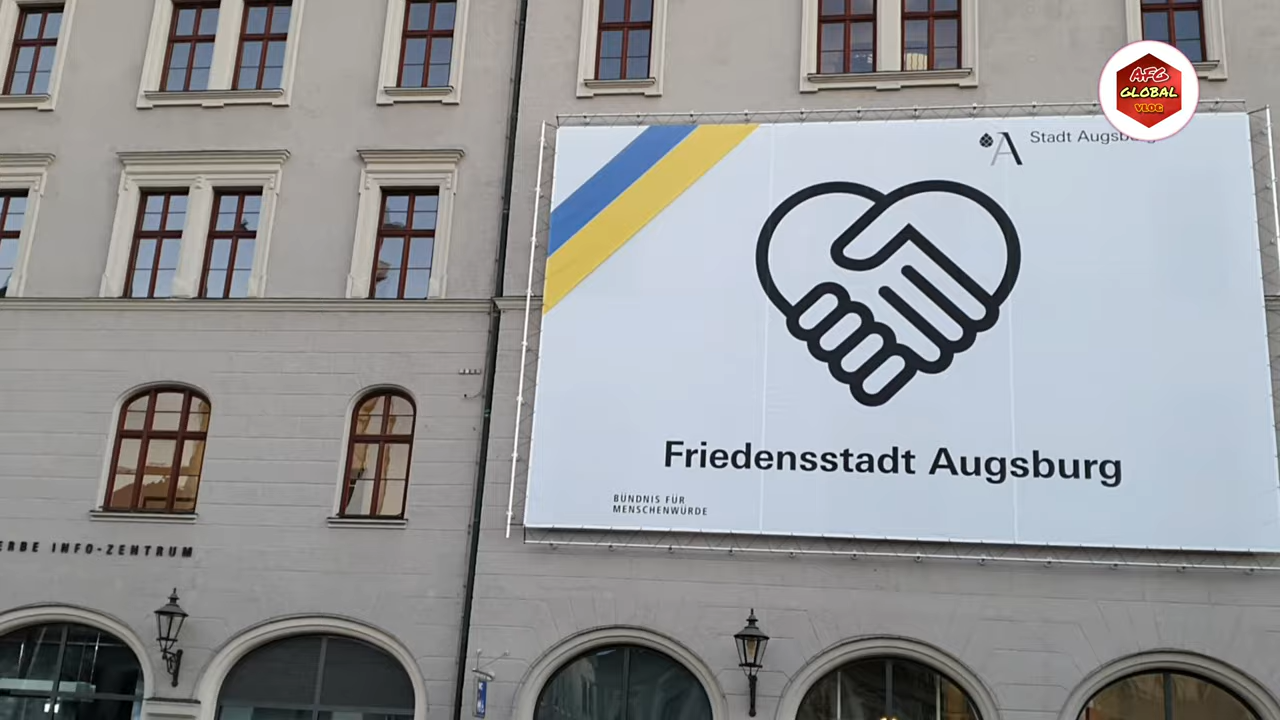 AFG
GLOBAL
VLOG
Stadt Augsburg
Friedensstadt Augsburg
BÜNDNIS FÜR
MENSCHENWÜRDE
ERBE INFO-ZENTRUM